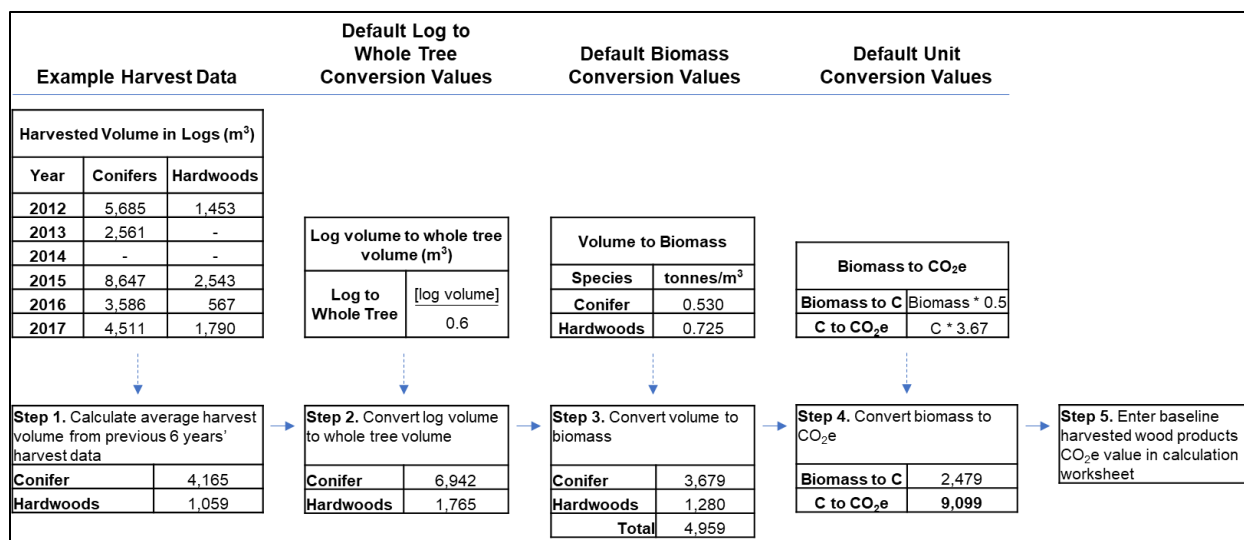 Example Harvest Data
Default Log to
Whole Tree
Conversion Values
Default Biomass
Conversion Values
Default Unit
Conversion Values
Harvested Volume in Logs (m³)
Year Conifers Hardwoods
2012 5,685 1,453
2013 2,561 -
2014 - -
2015 8,647 2,543
2016 3,586 567
2017 4,511 1,790
Log volume to whole tree
volume (m³)
Log to
Whole Tree
[log volume]
0.6
Volume to Biomass
Species tonnes/m³
Conifer 0.530
Hardwoods 0.725
Biomass to CO₂e
Biomass to C Biomass * 0.5
C to CO₂e C * 3.67
Step 1. Calculate average harvest
volume from previous 6 years’
harvest data
Conifer 4,165
Hardwoods 1,059
Step 2. Convert log volume
to whole tree volume
Conifer 6,942
Hardwoods 1,765
Step 3. Convert volume to
biomass
Conifer 3,679
Hardwoods 1,280
Total 4,959
Step 4. Convert biomass to
CO₂e
Biomass to C 2,479
C to CO₂e 9,099
Step 5. Enter baseline
harvested wood products
CO₂e value in calculation
worksheet